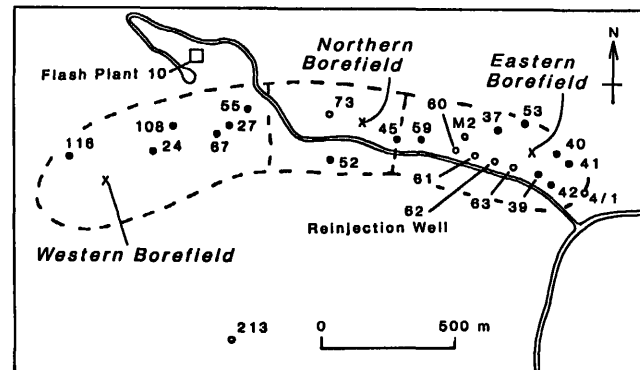 N
Northern
Borefield
Eastern
Borefield
Flash Plant 10
55
73
60
M2
37
53
108
27
45
59
40
116
24
67
52
41
61
62
63
39
42
4/1
Reinjection Well
Western Borefield
213
0 500 m